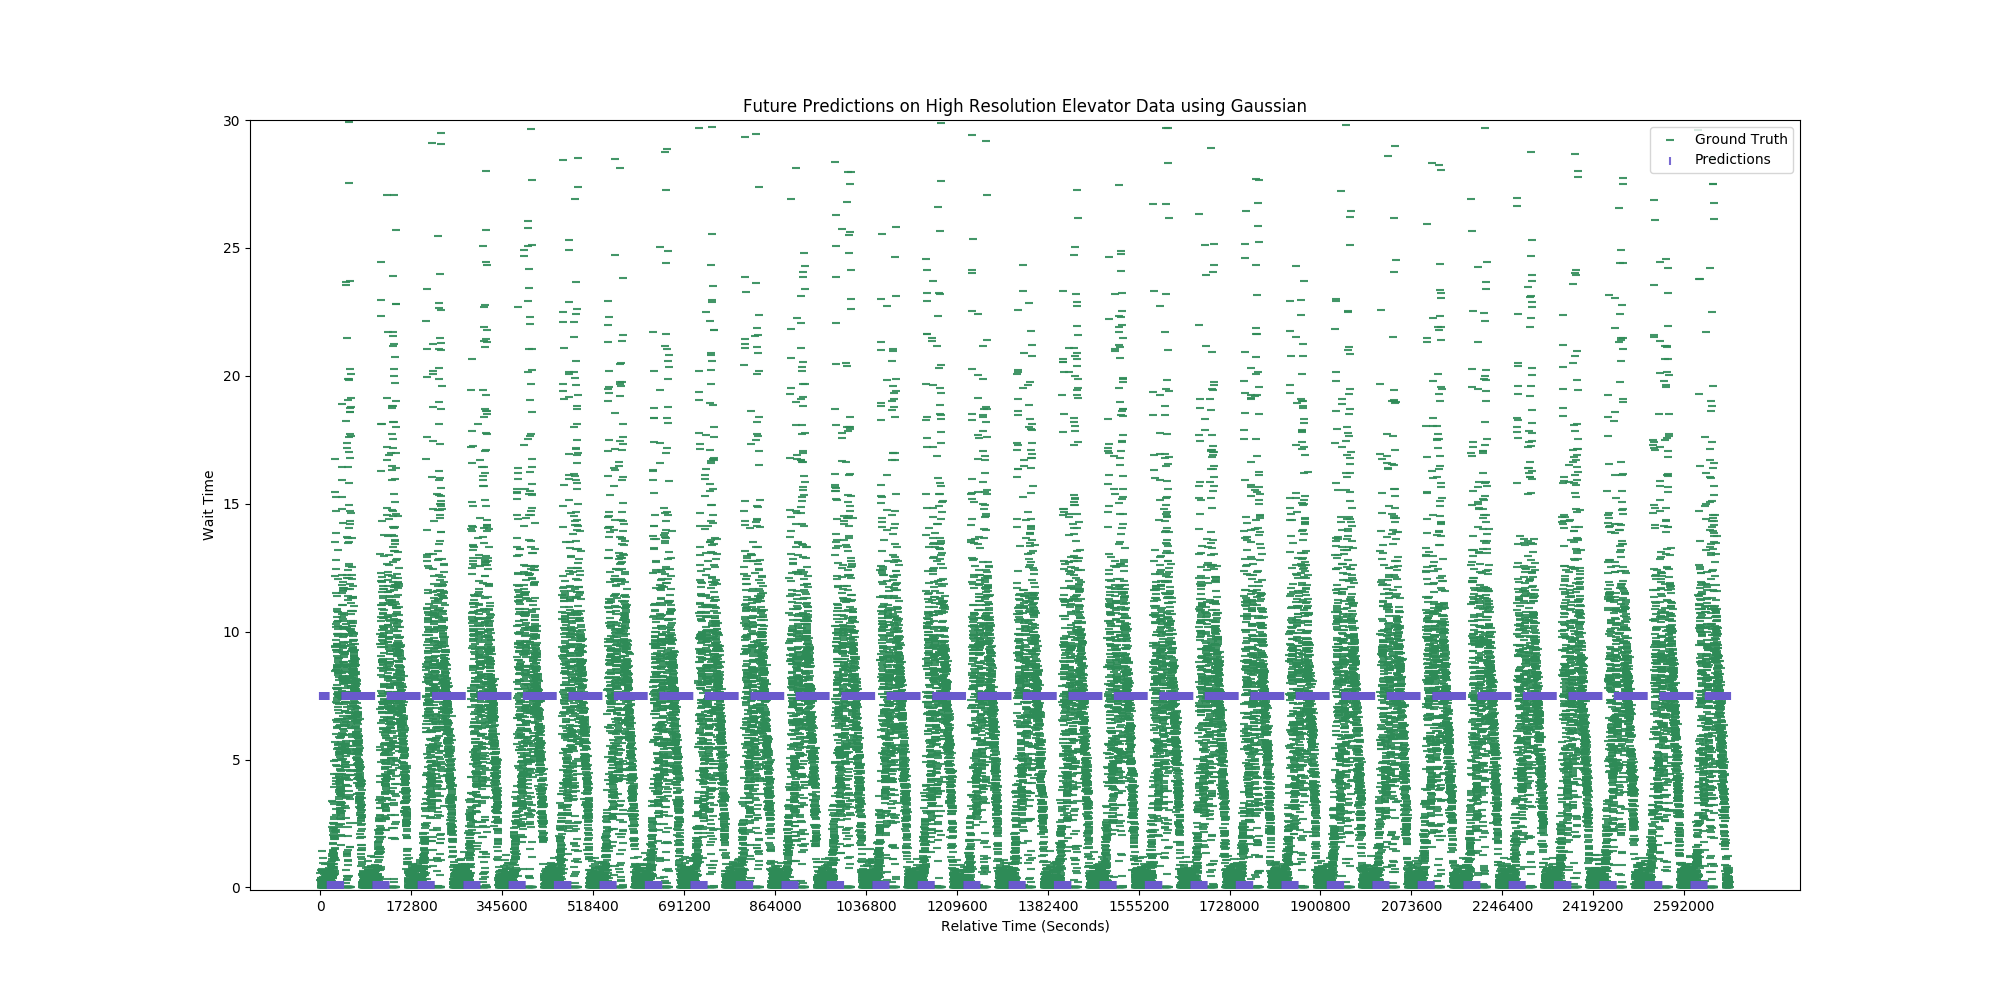 Future Predictions on High Resolution Elevator Data using Gaussian
30
25
20
15
10
5
0
Wait Time
Ground Truth
Predictions
0 172800 345600 518400 691200 864000 1036800 1209600 1382400 1555200 1728000 1900800 2073600 2246400 2419200 2592000
Relative Time (Seconds)